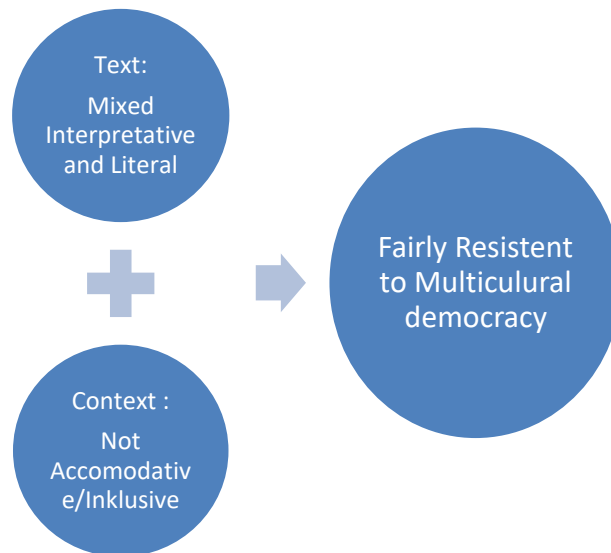 Text:
Mixed
Interpretative
and Literal
Fairly Resistent
to Multiculural
democracy
Context :
Not
Accomodativ
e/Inklusive